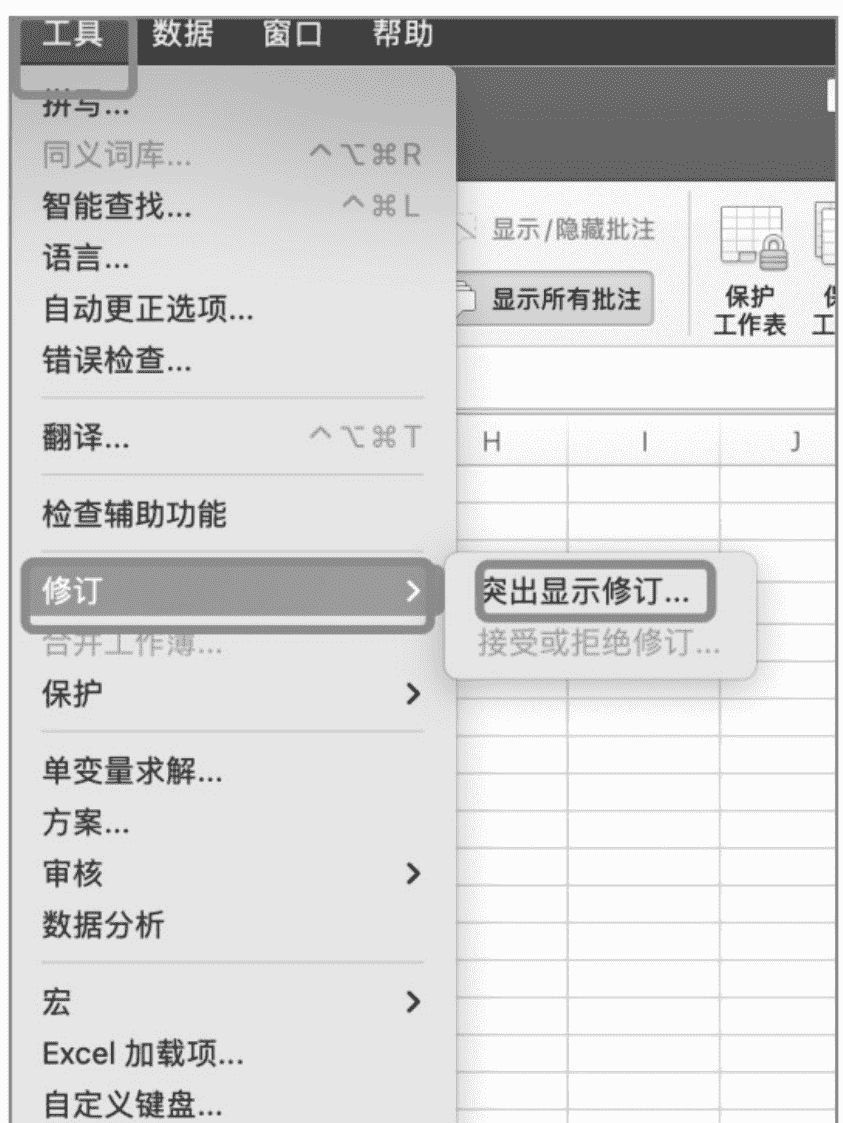 工具 数据 窗口 帮助
拼写...
同义词库... ^⌥⌘R
智能查找... ^⌘L
语言...
自动更正选项...
错误检查...
翻译... ^⌥⌘T
检查辅助功能
修订 >
合并工作簿...
保护 >
单变量求解...
方案...
审核 >
数据分析
宏 >
Excel 加载项...
自定义键盘...
显示/隐藏批注
显示所有批注
保护
工作表
H I J
突出显示修订...
接受或拒绝修订...